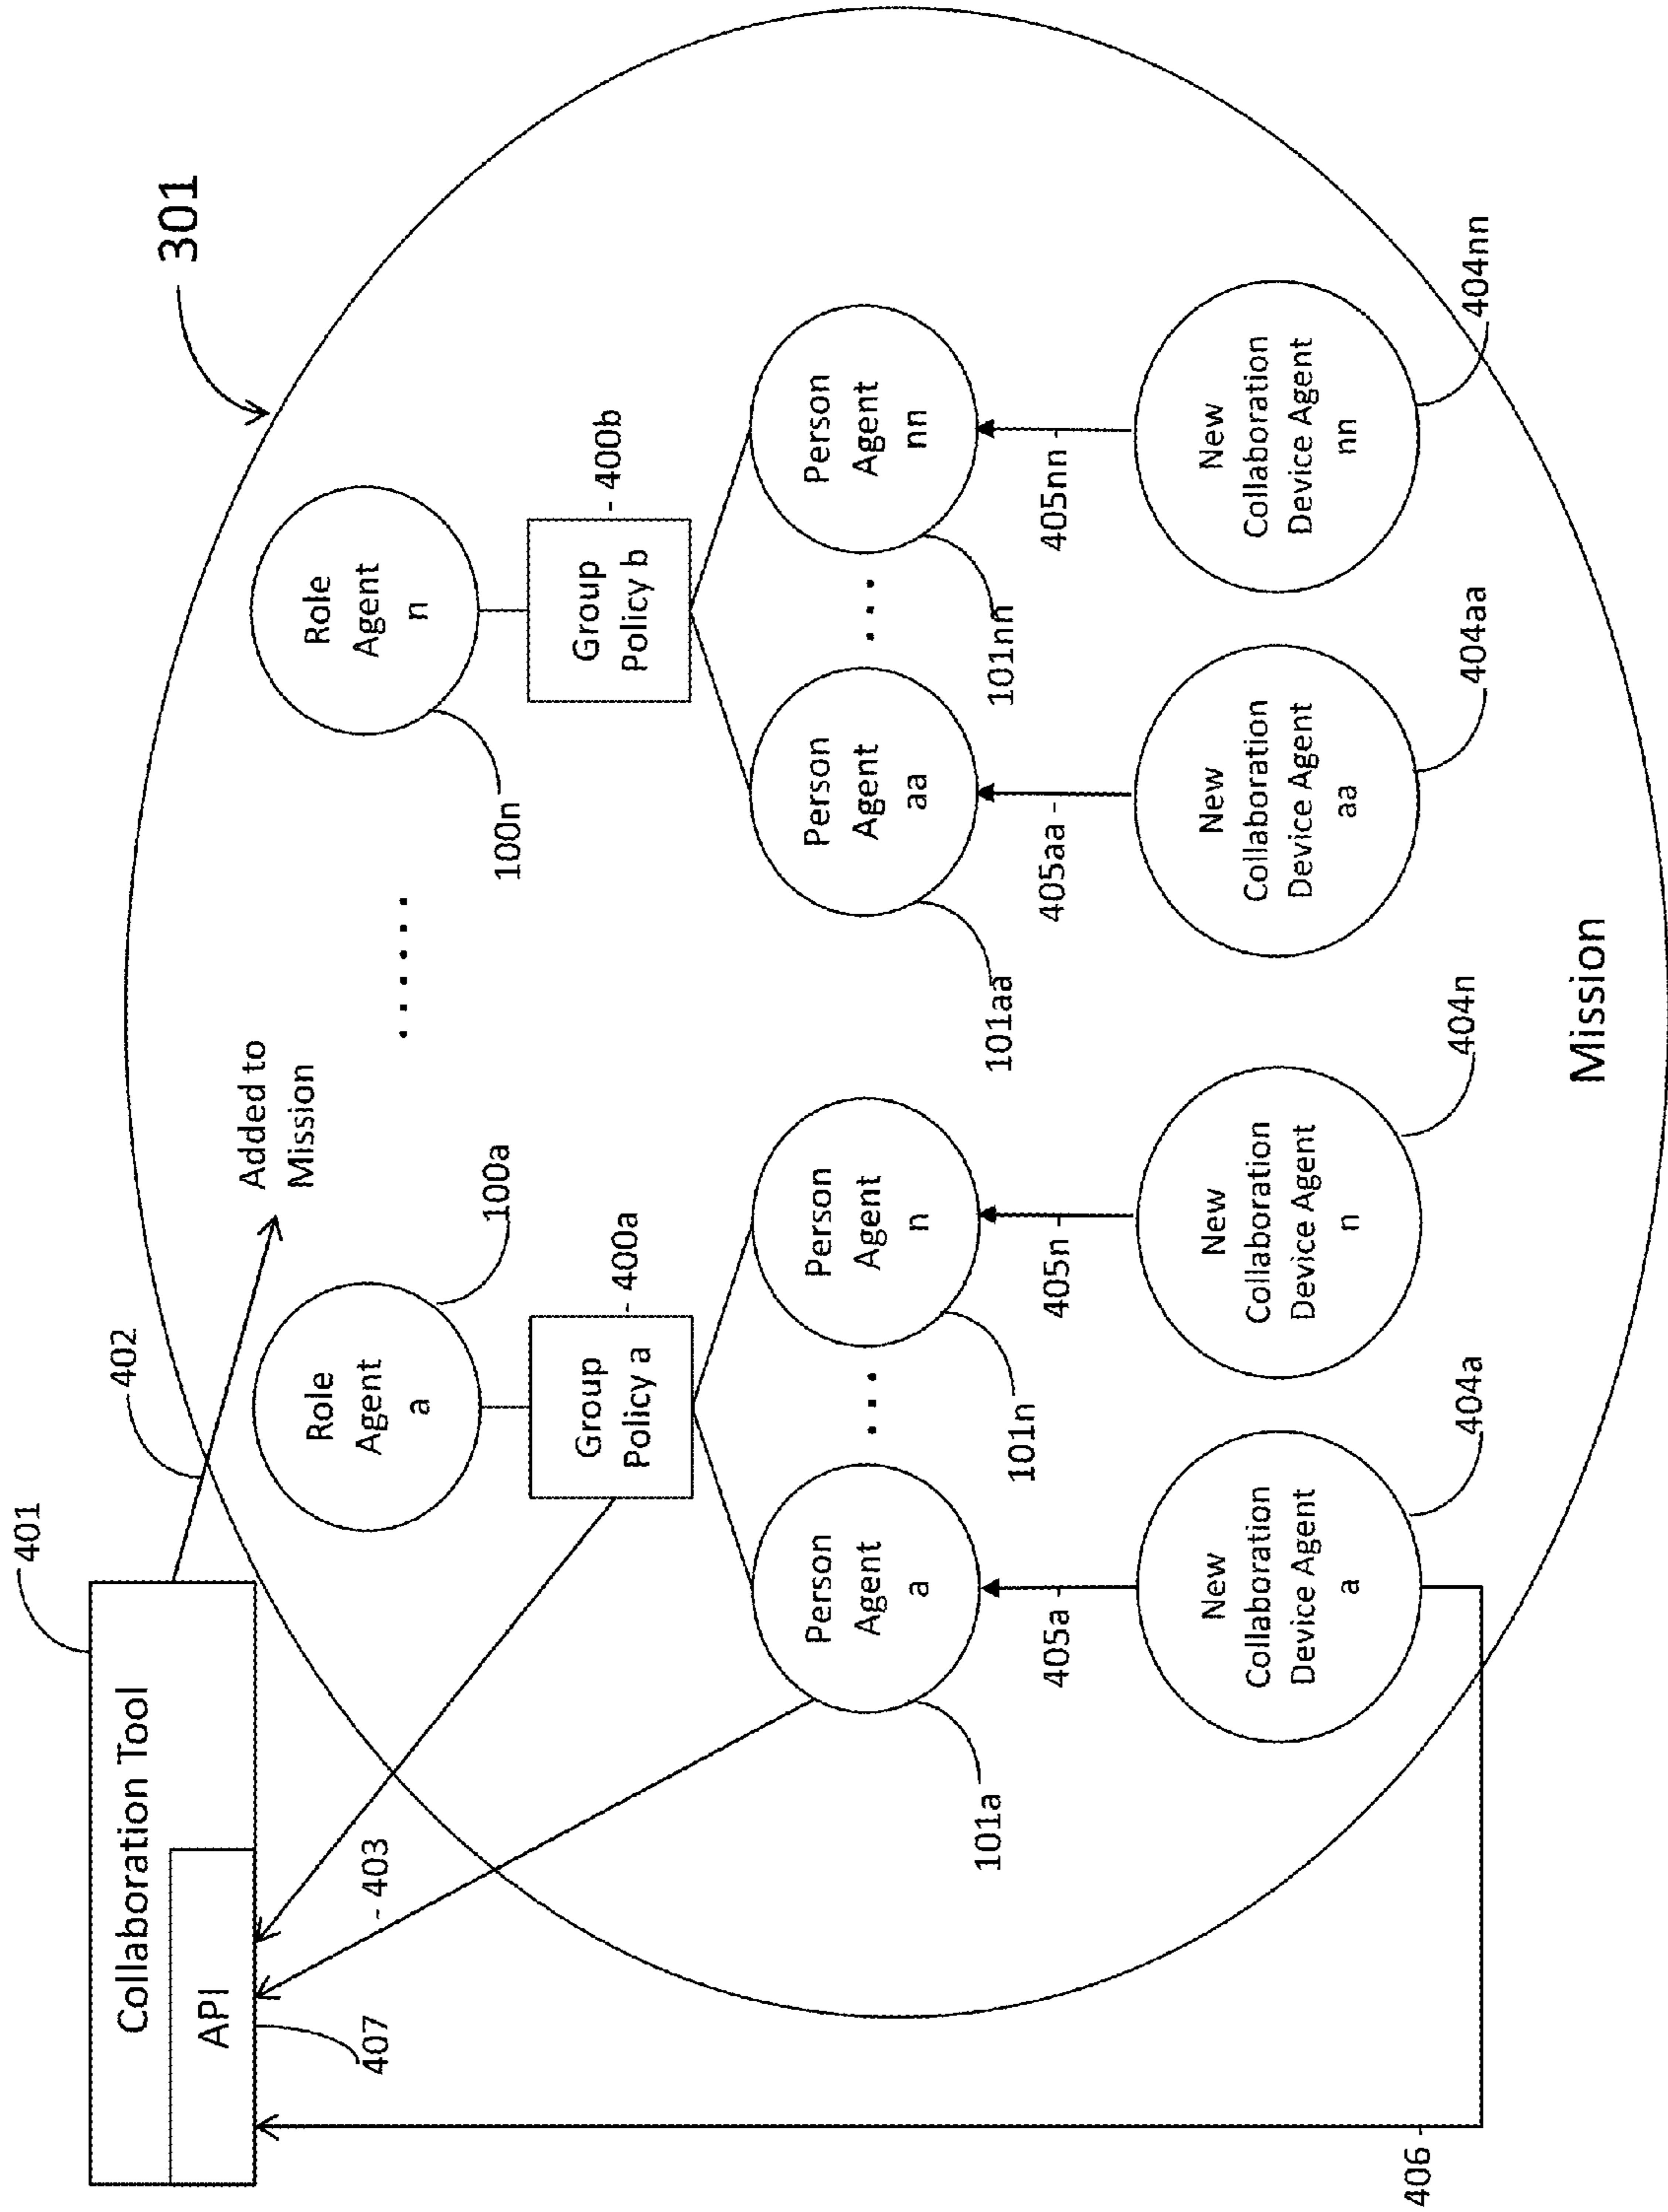 401
Collaboration Tool
API
407
402
403
Added to
Mission
301
Role
Agent
a
100a
......
Role
Agent
n
100n
Group
Policy a
400a
Group
Policy b
400b
Person
Agent
a
101a
...
Person
Agent
n
101n
Person
Agent
aa
101aa
...
Person
Agent
nn
101nn
405a
405n
405aa
405nn
New
Collaboration
Device Agent
a
404a
New
Collaboration
Device Agent
n
404n
New
Collaboration
Device Agent
aa
404aa
New
Collaboration
Device Agent
nn
404nn
406
Mission